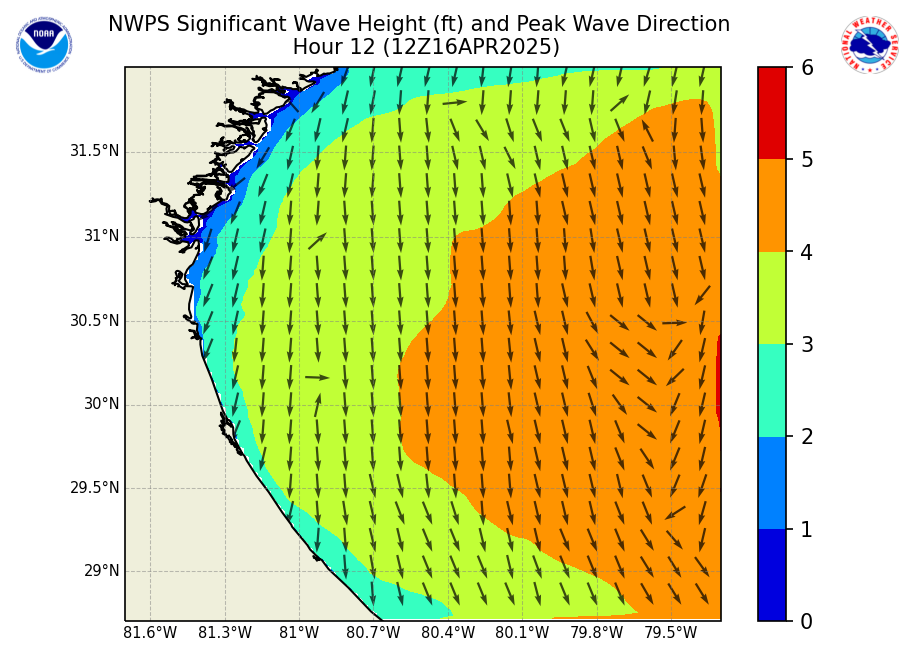 NWPS Significant Wave Height (ft) and Peak Wave Direction
Hour 12 (12Z16APR2025)
NOAA
NATIONAL WEATHER SERVICE
31.5°N
31°N
30.5°N
30°N
29.5°N
29°N
81.6°W 81.3°W 81°W 80.7°W 80.4°W 80.1°W 79.8°W 79.5°W
6
5
4
3
2
1
0